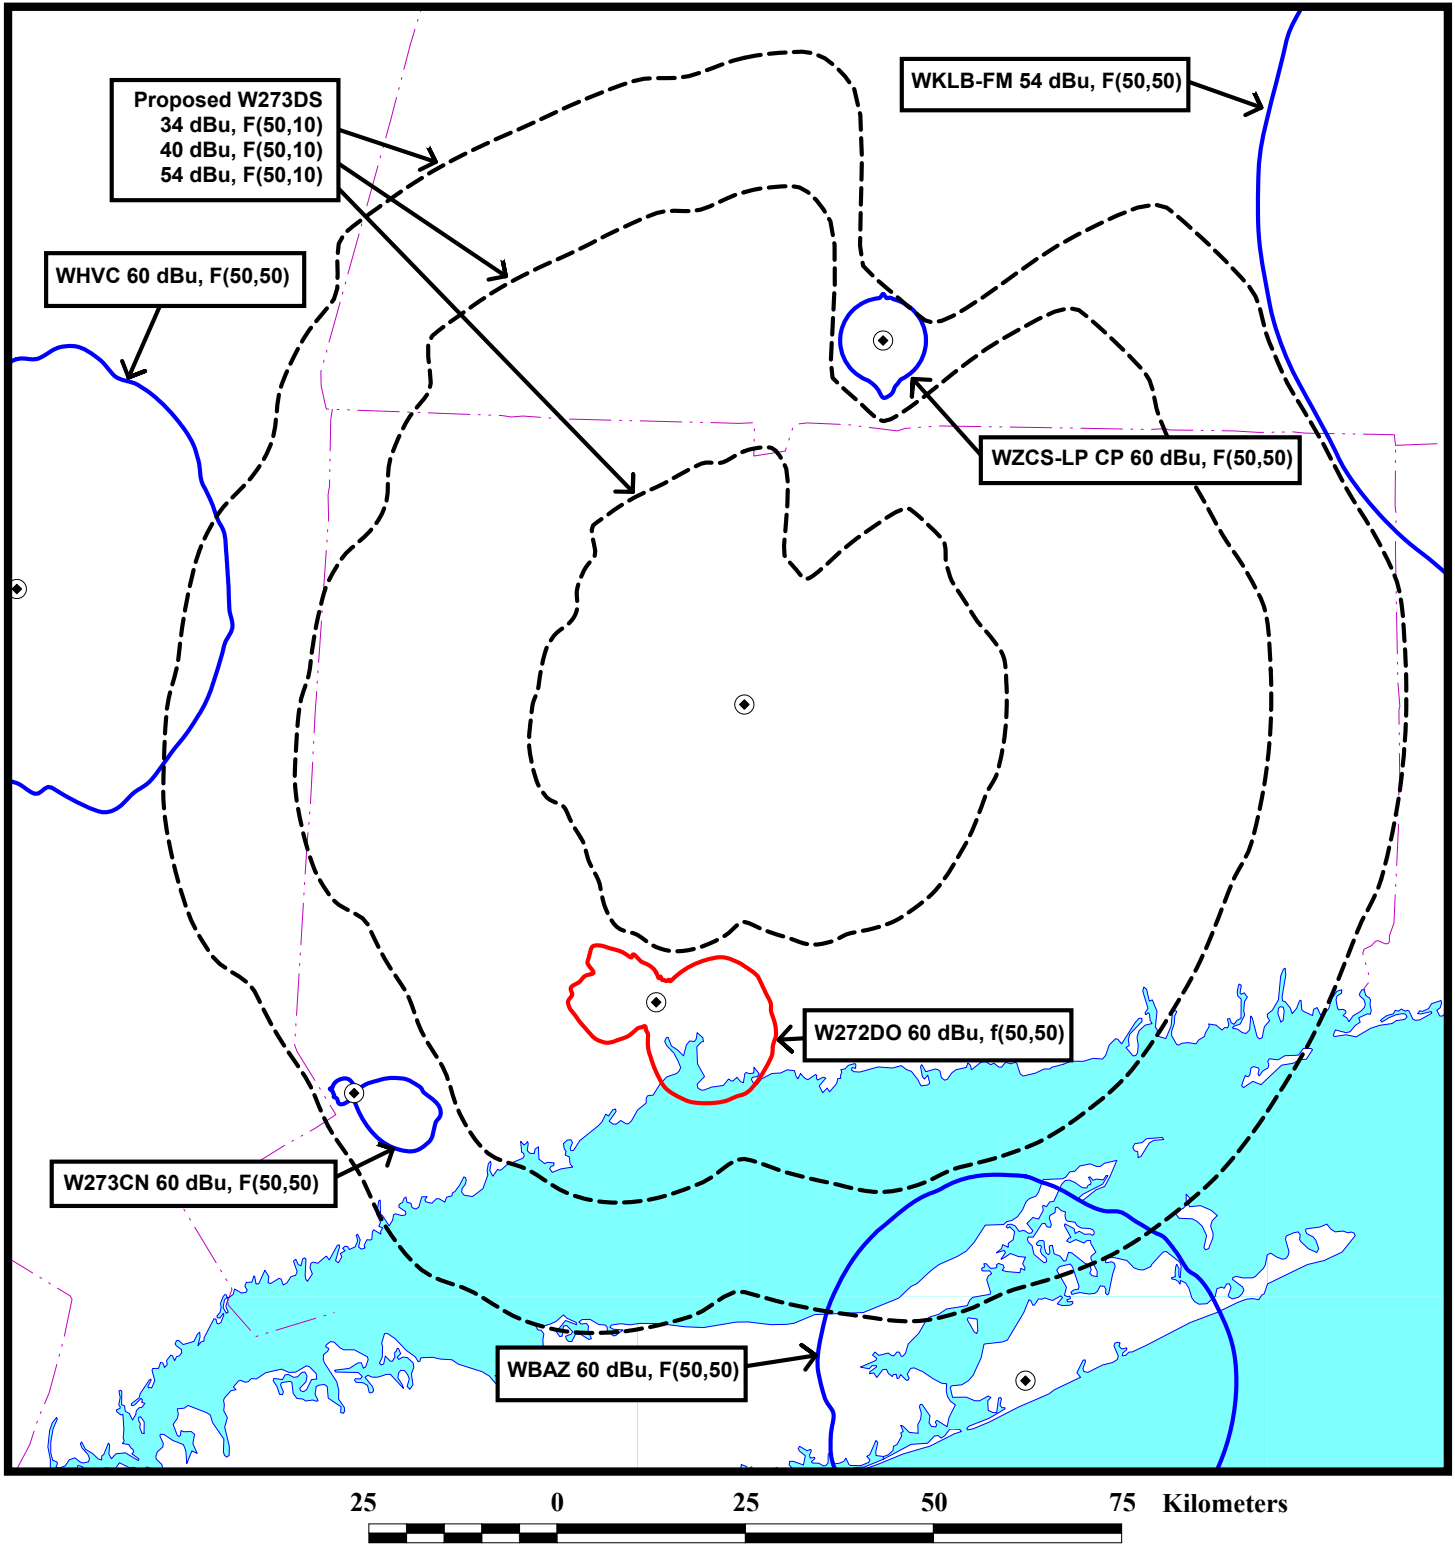 WKLB-FM 54 dBu, F(50,50)
Proposed W273DS
34 dBu, F(50,10)
40 dBu, F(50,10)
54 dBu, F(50,10)
WHVC 60 dBu, F(50,50)
WZCS-LP CP 60 dBu, F(50,50)
W272DO 60 dBu, f(50,50)
W273CN 60 dBu, F(50,50)
WBAZ 60 dBu, F(50,50)
25 0 25 50 75 Kilometers